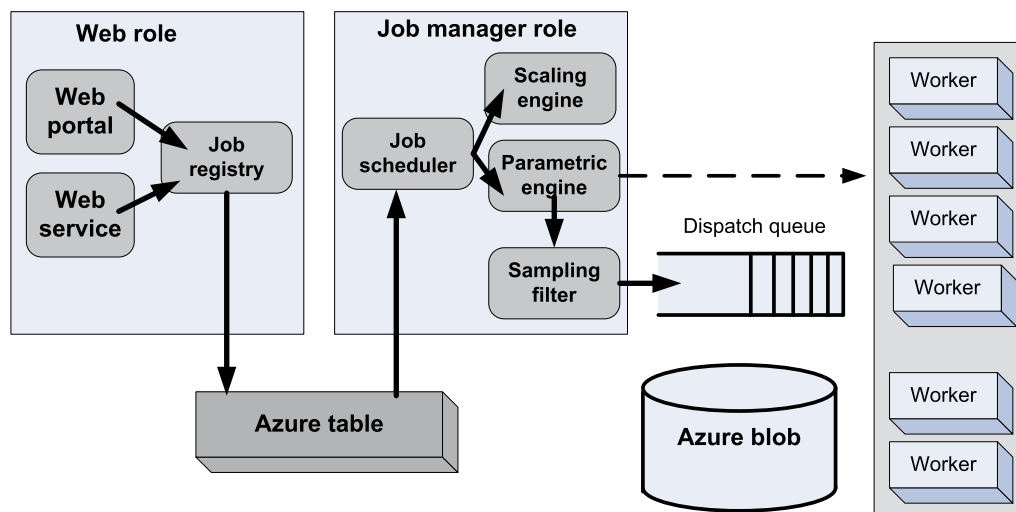 Web role
Web
portal
Web
service
Job
registry
Job manager role
Scaling
engine
Job
scheduler
Parametric
engine
Sampling
filter
Dispatch queue
Azure table
Azure blob
Worker
Worker
Worker
Worker
Worker
Worker